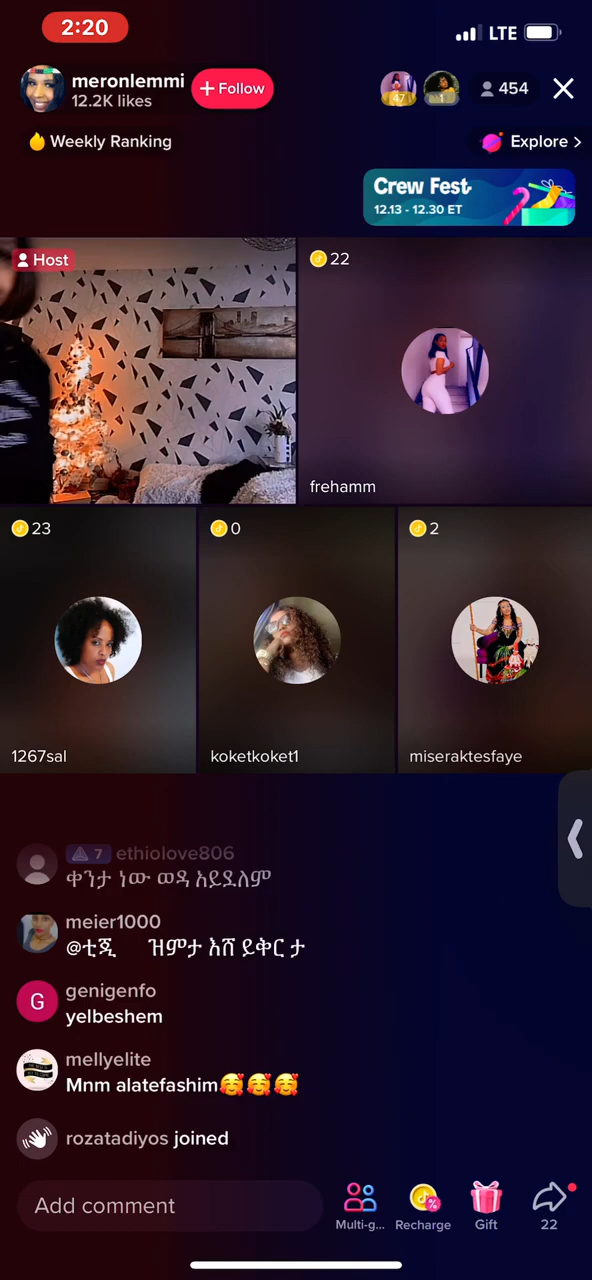 2:20
LTE
meronlemmi
12.2K likes
+ Follow
47
1
454
Weekly Ranking
Explore >
Crew Fest
12.13 - 12.30 ET
Host
22
frehamm
23
0
2
1267sal
koketkoket1
miseraktesfaye
7 ethiolove806
ቀንታ ነው ወዳ አይደለም
meier1000
@ቲጂ ዝምታ እሸ ይቅር ታ
G
genigenfo
yelbeshem
mellyelite
Mnm alatefashim🥰🥰🥰
rozatadiyos joined
Add comment
Multi-g...
Recharge
Gift
22